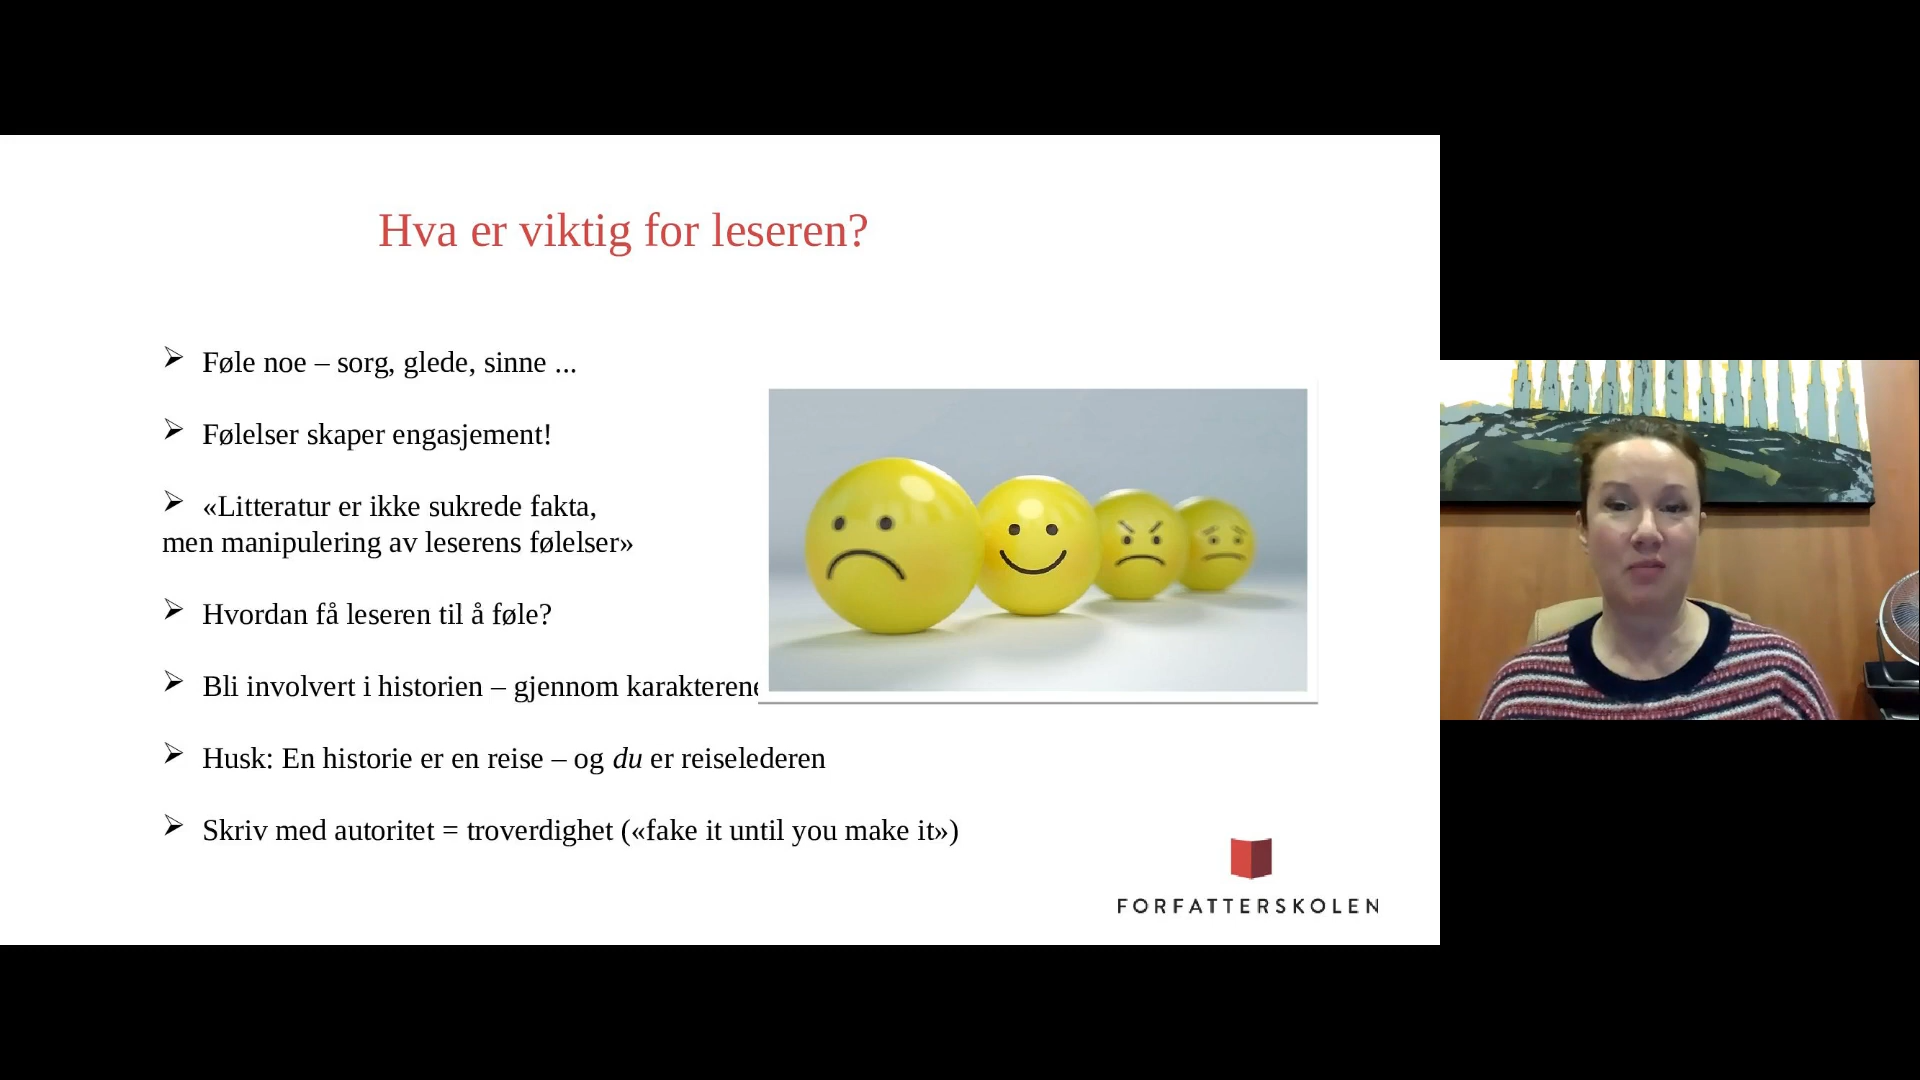 Hva er viktig for leseren?
➢ Føle noe – sorg, glede, sinne ...
➢ Følelser skaper engasjement!
➢ «Litteratur er ikke sukrede fakta,
men manipulering av leserens følelser»
➢ Hvordan få leseren til å føle?
➢ Bli involvert i historien – gjennom karakterene
➢ Husk: En historie er en reise – og du er reiselederen
➢ Skriv med autoritet = troverdighet («fake it until you make it»)
FORFATTERSKOLEN